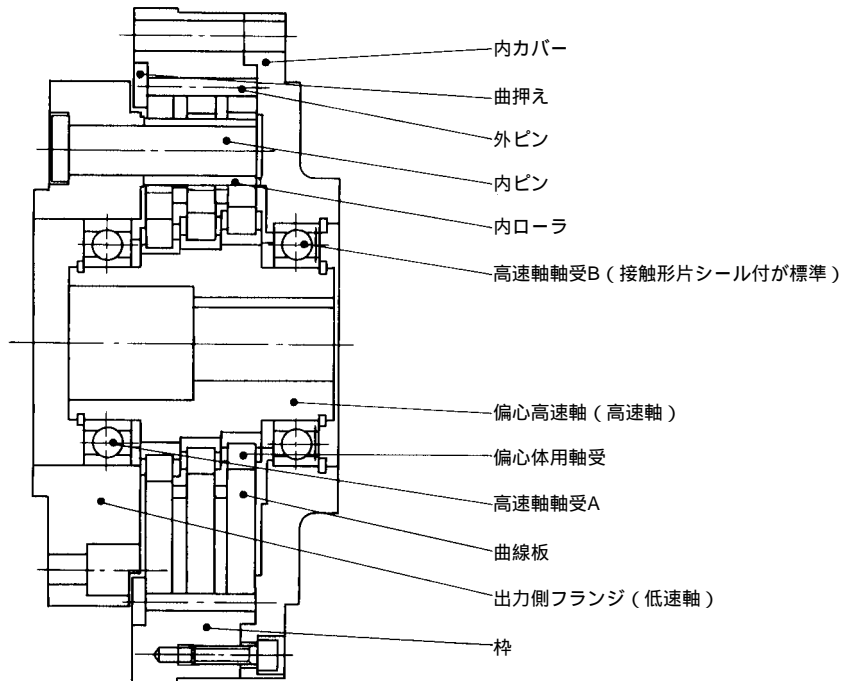 内カバー
曲押え
外ピン
内ピン
内ローラ
高速軸軸受B（接触形片シール付が標準）
偏心高速軸（高速軸）
偏心体用軸受
高速軸軸受A
曲線板
出力側フランジ（低速軸）
枠